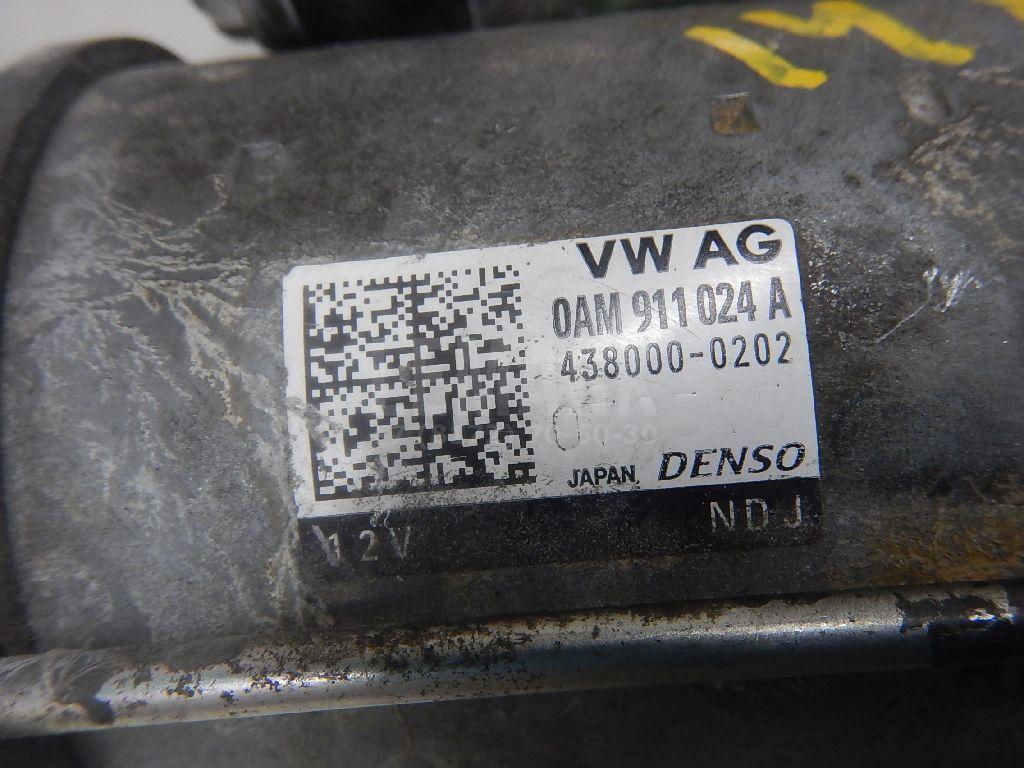 VW AG
0AM 911 024 A
438000-0202
JAPAN DENSO
12V NDJ